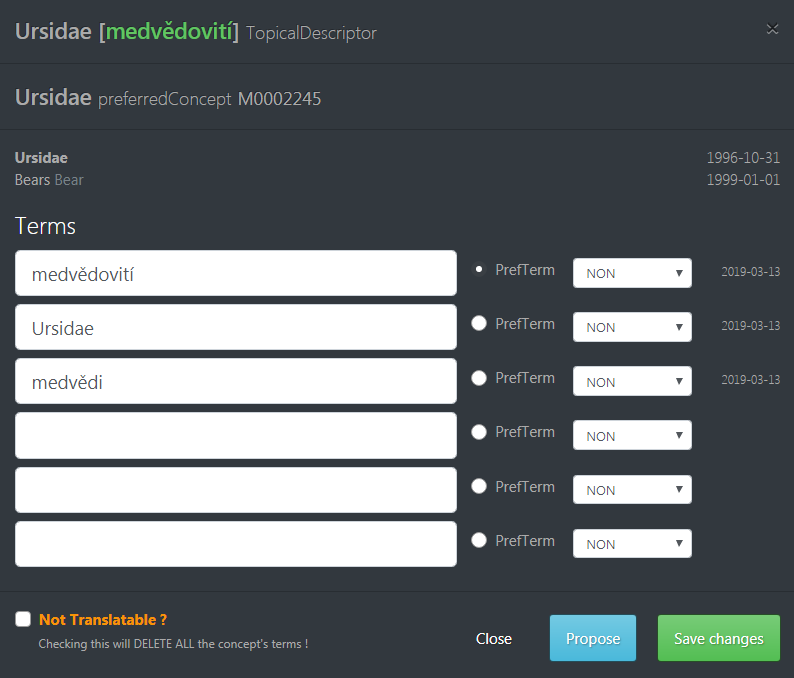 Ursidae [medvědovití] TopicalDescriptor ×
Ursidae preferredConcept M0002245
Ursidae 1996-10-31
Bears Bear 1999-01-01
Terms
medvědovití PrefTerm NON 2019-03-13
Ursidae PrefTerm NON 2019-03-13
medvědi PrefTerm NON 2019-03-13
PrefTerm NON
PrefTerm NON
PrefTerm NON
Not Translatable ?
Checking this will DELETE ALL the concept's terms !
Close Propose Save changes